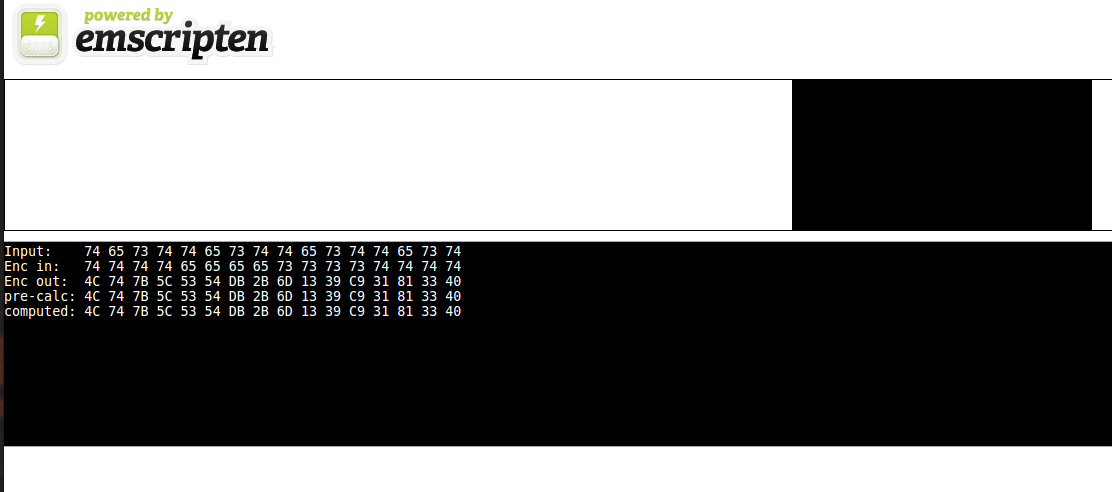 powered by
emscripten
Input:    74 65 73 74 74 65 73 74 74 65 73 74 74 65 73 74
Enc in:   74 74 74 74 65 65 65 65 73 73 73 73 74 74 74 74
Enc out:  4C 74 7B 5C 53 54 DB 2B 6D 13 39 C9 31 81 33 40
pre-calc: 4C 74 7B 5C 53 54 DB 2B 6D 13 39 C9 31 81 33 40
computed: 4C 74 7B 5C 53 54 DB 2B 6D 13 39 C9 31 81 33 40